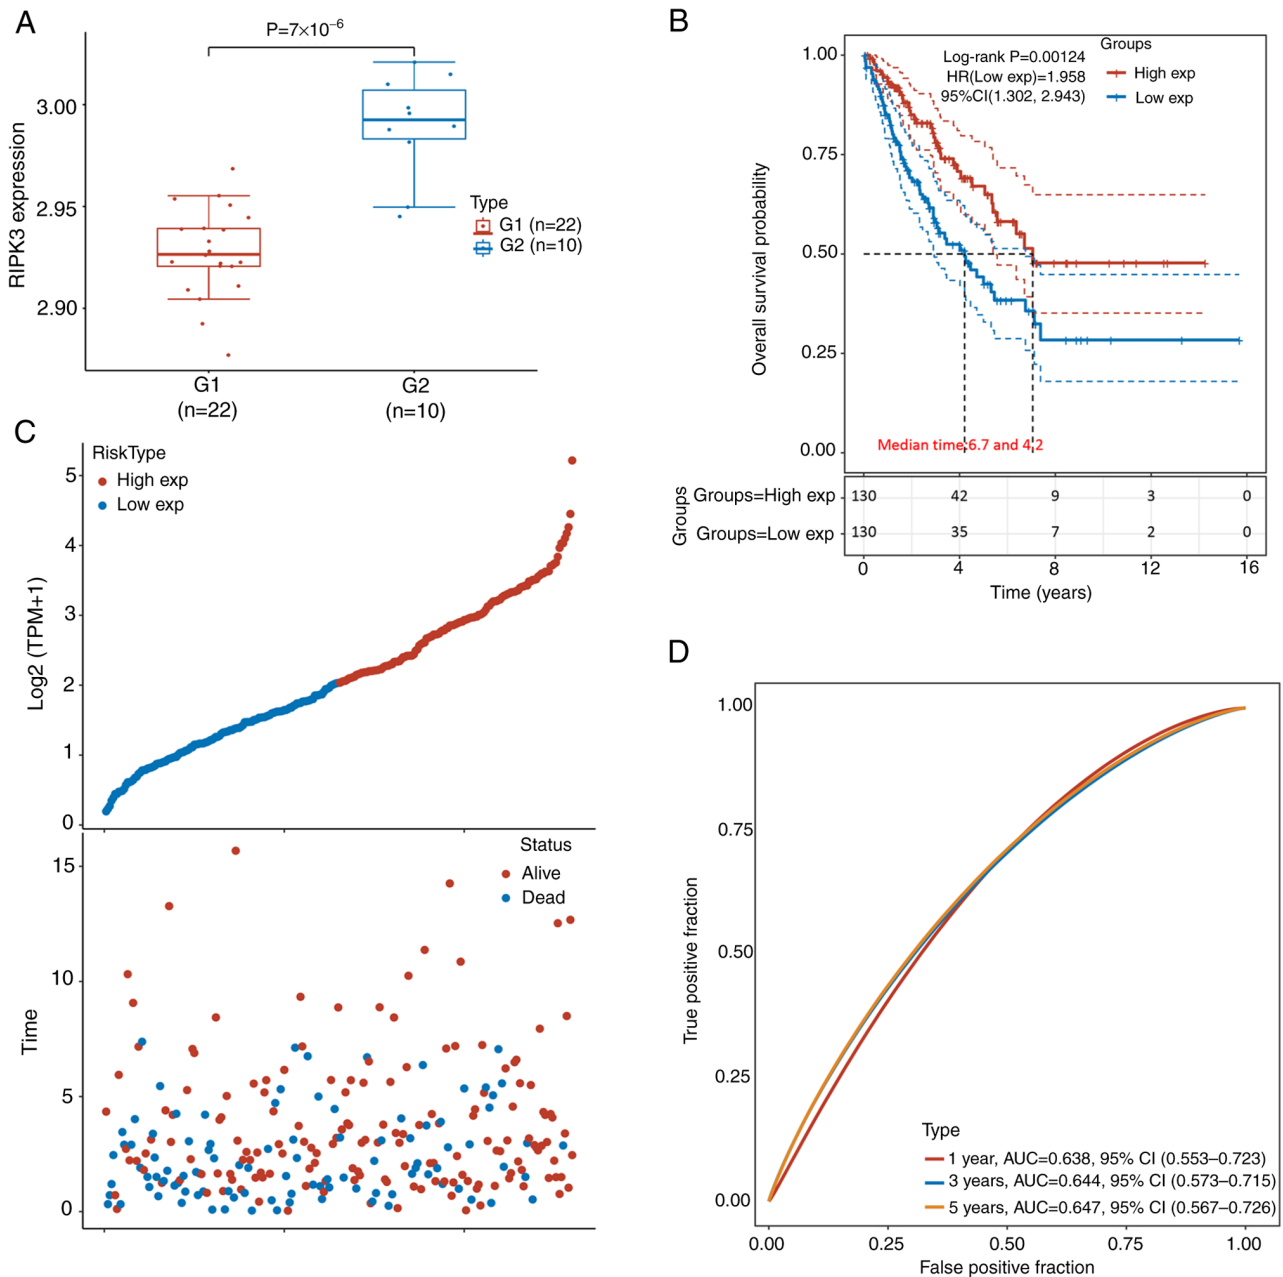 A
P=7×10⁻⁶
RIPK3 expression
3.00
2.95
2.90
Type
G1 (n=22)
G2 (n=10)
G1
(n=22)
G2
(n=10)
B
Overall survival probability
1.00
0.75
0.50
0.25
0.00
Log-rank P=0.00124
HR(Low exp)=1.958
95%CI(1.302, 2.943)
Groups
High exp
Low exp
Median time:6.7 and 4.2
Groups
Groups=High exp
130 42 9 3 0
Groups=Low exp
130 35 7 2 0
0 4 8 12 16
Time (years)
C
RiskType
High exp
Low exp
Log2 (TPM+1)
5
4
3
2
1
0
Status
Alive
Dead
Time
15
10
5
0
D
True positive fraction
1.00
0.75
0.50
0.25
0.00
Type
1 year, AUC=0.638, 95% CI (0.553–0.723)
3 years, AUC=0.644, 95% CI (0.573–0.715)
5 years, AUC=0.647, 95% CI (0.567–0.726)
0.00 0.25 0.50 0.75 1.00
False positive fraction